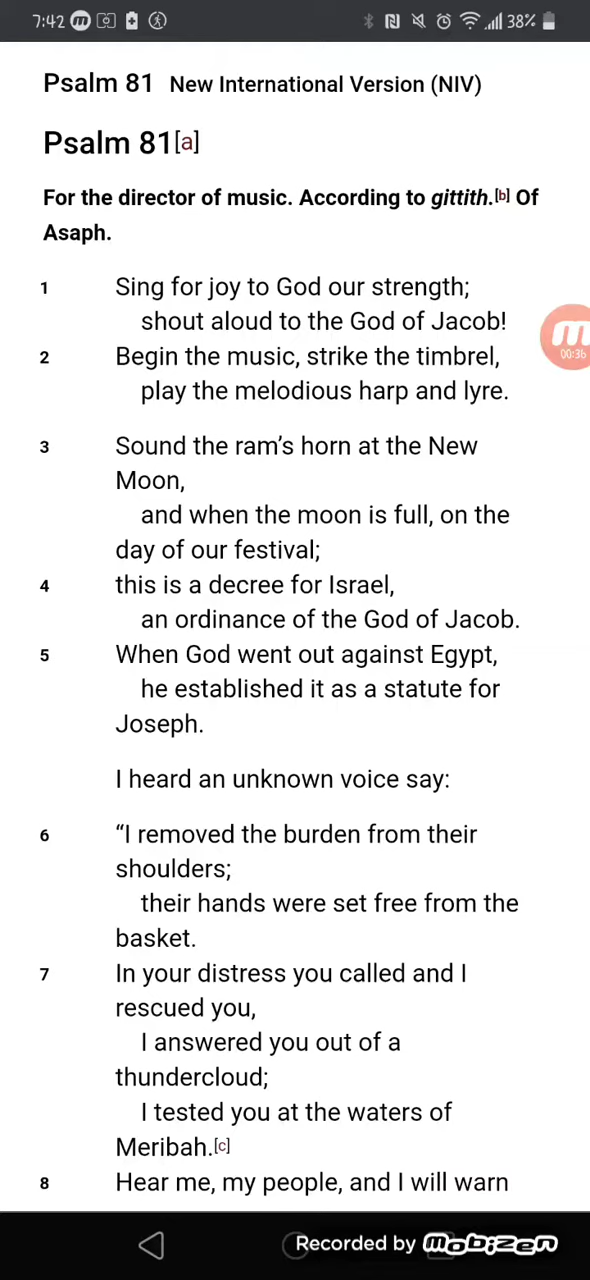 7:42 38%
Psalm 81 New International Version (NIV)
Psalm 81[a]
For the director of music. According to gittith.[b] Of
Asaph.
1 Sing for joy to God our strength;
shout aloud to the God of Jacob!
2 Begin the music, strike the timbrel,
play the melodious harp and lyre.
00:36
3 Sound the ram’s horn at the New
Moon,
and when the moon is full, on the
day of our festival;
4 this is a decree for Israel,
an ordinance of the God of Jacob.
5 When God went out against Egypt,
he established it as a statute for
Joseph.
I heard an unknown voice say:
6 “I removed the burden from their
shoulders;
their hands were set free from the
basket.
7 In your distress you called and I
rescued you,
I answered you out of a
thundercloud;
I tested you at the waters of
Meribah.[c]
8 Hear me, my people, and I will warn
Recorded by Mobizen